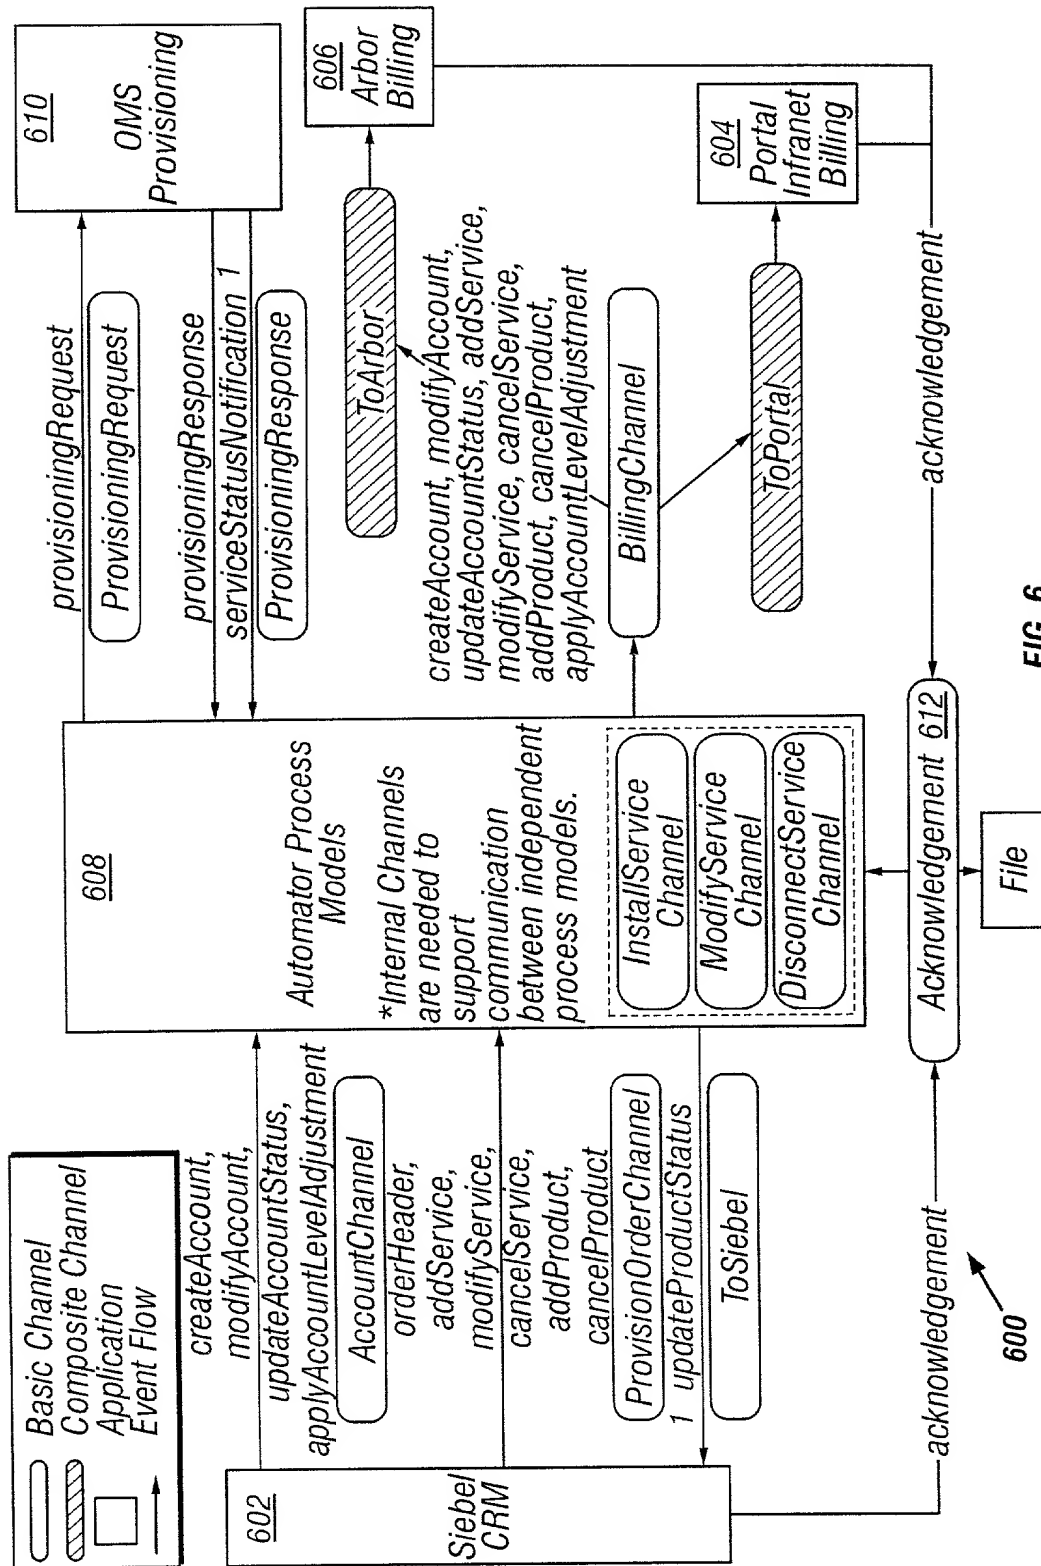 Basic Channel
Composite Channel
Application
Event Flow
602
Siebel
CRM
createAccount,
modifyAccount,
updateAccountStatus,
applyAccountLevelAdjustment
AccountChannel
orderHeader,
addService,
modifyService,
cancelService,
addProduct,
cancelProduct
ProvisionOrderChannel
1 updateProductStatus
ToSiebel
608
Automator Process
Models
*Internal Channels
are needed to
support
communication
between independent
process models.
InstallService
Channel
ModifyService
Channel
DisconnectService
Channel
provisioningRequest
ProvisioningRequest
provisioningResponse
serviceStatusNotification 1
ProvisioningResponse
610
OMS
Provisioning
606
Arbor
Billing
ToArbor
createAccount, modifyAccount,
updateAccountStatus, addService,
modifyService, cancelService,
addProduct, cancelProduct,
applyAccountLevelAdjustment
BillingChannel
604
Portal
Infranet
Billing
ToPortal
acknowledgement
Acknowledgement 612
acknowledgement
File
600
FIG. 6